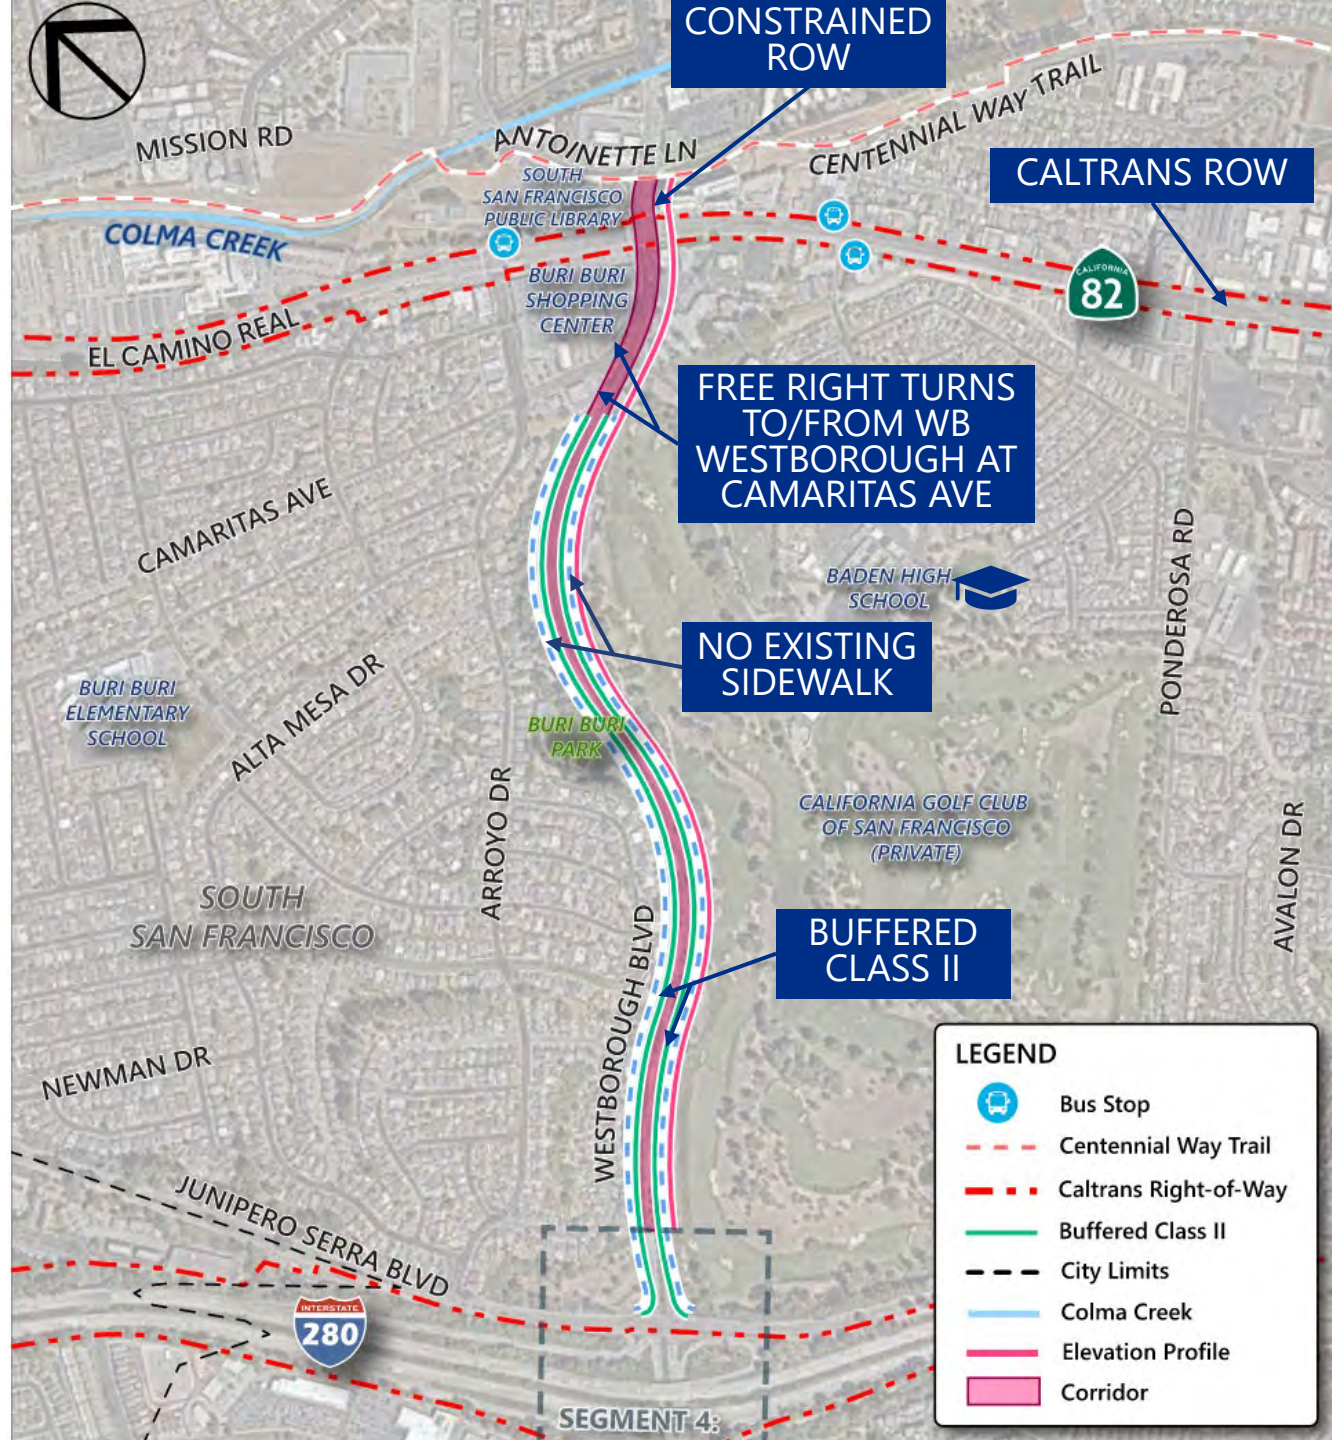 CONSTRAINED
ROW
MISSION RD
ANTOINETTE LN
CENTENNIAL WAY TRAIL
CALTRANS ROW
SOUTH
SAN FRANCISCO
PUBLIC LIBRARY
COLMA CREEK
BURI BURI
SHOPPING
CENTER
CALIFORNIA
82
EL CAMINO REAL
FREE RIGHT TURNS
TO/FROM WB
WESTBOROUGH AT
CAMARITAS AVE
CAMARITAS AVE
BADEN HIGH
SCHOOL
PONDEROSA RD
NO EXISTING
SIDEWALK
BURI BURI
ELEMENTARY
SCHOOL
ALTA MESA DR
BURI BURI
PARK
ARROYO DR
CALIFORNIA GOLF CLUB
OF SAN FRANCISCO
(PRIVATE)
AVALON DR
SOUTH
SAN FRANCISCO
WESTBOROUGH BLVD
BUFFERED
CLASS II
NEWMAN DR
JUNIPERO SERRA BLVD
INTERSTATE
280
SEGMENT 4:
LEGEND
Bus Stop
Centennial Way Trail
Caltrans Right-of-Way
Buffered Class II
City Limits
Colma Creek
Elevation Profile
Corridor